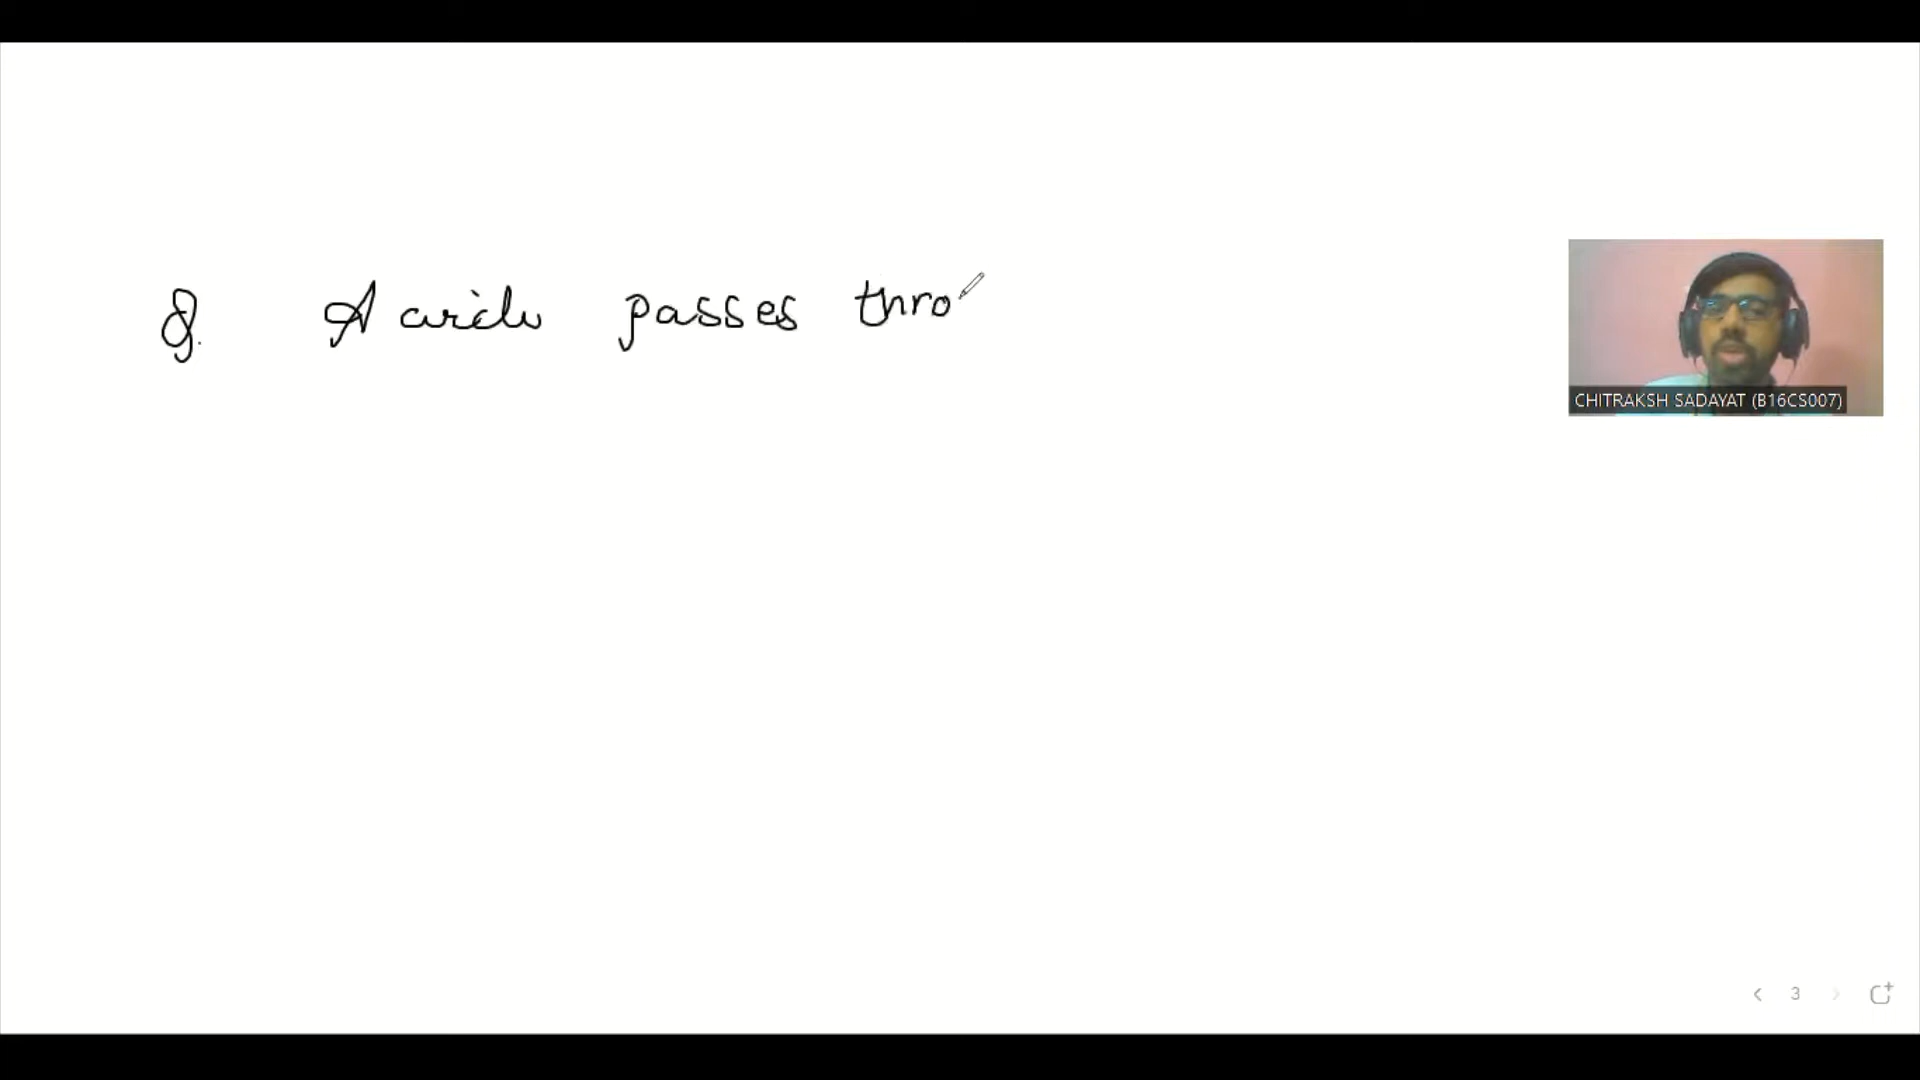 Q. A circle passes thro
CHITRAKSH SADAYAT (B16CS007)
3